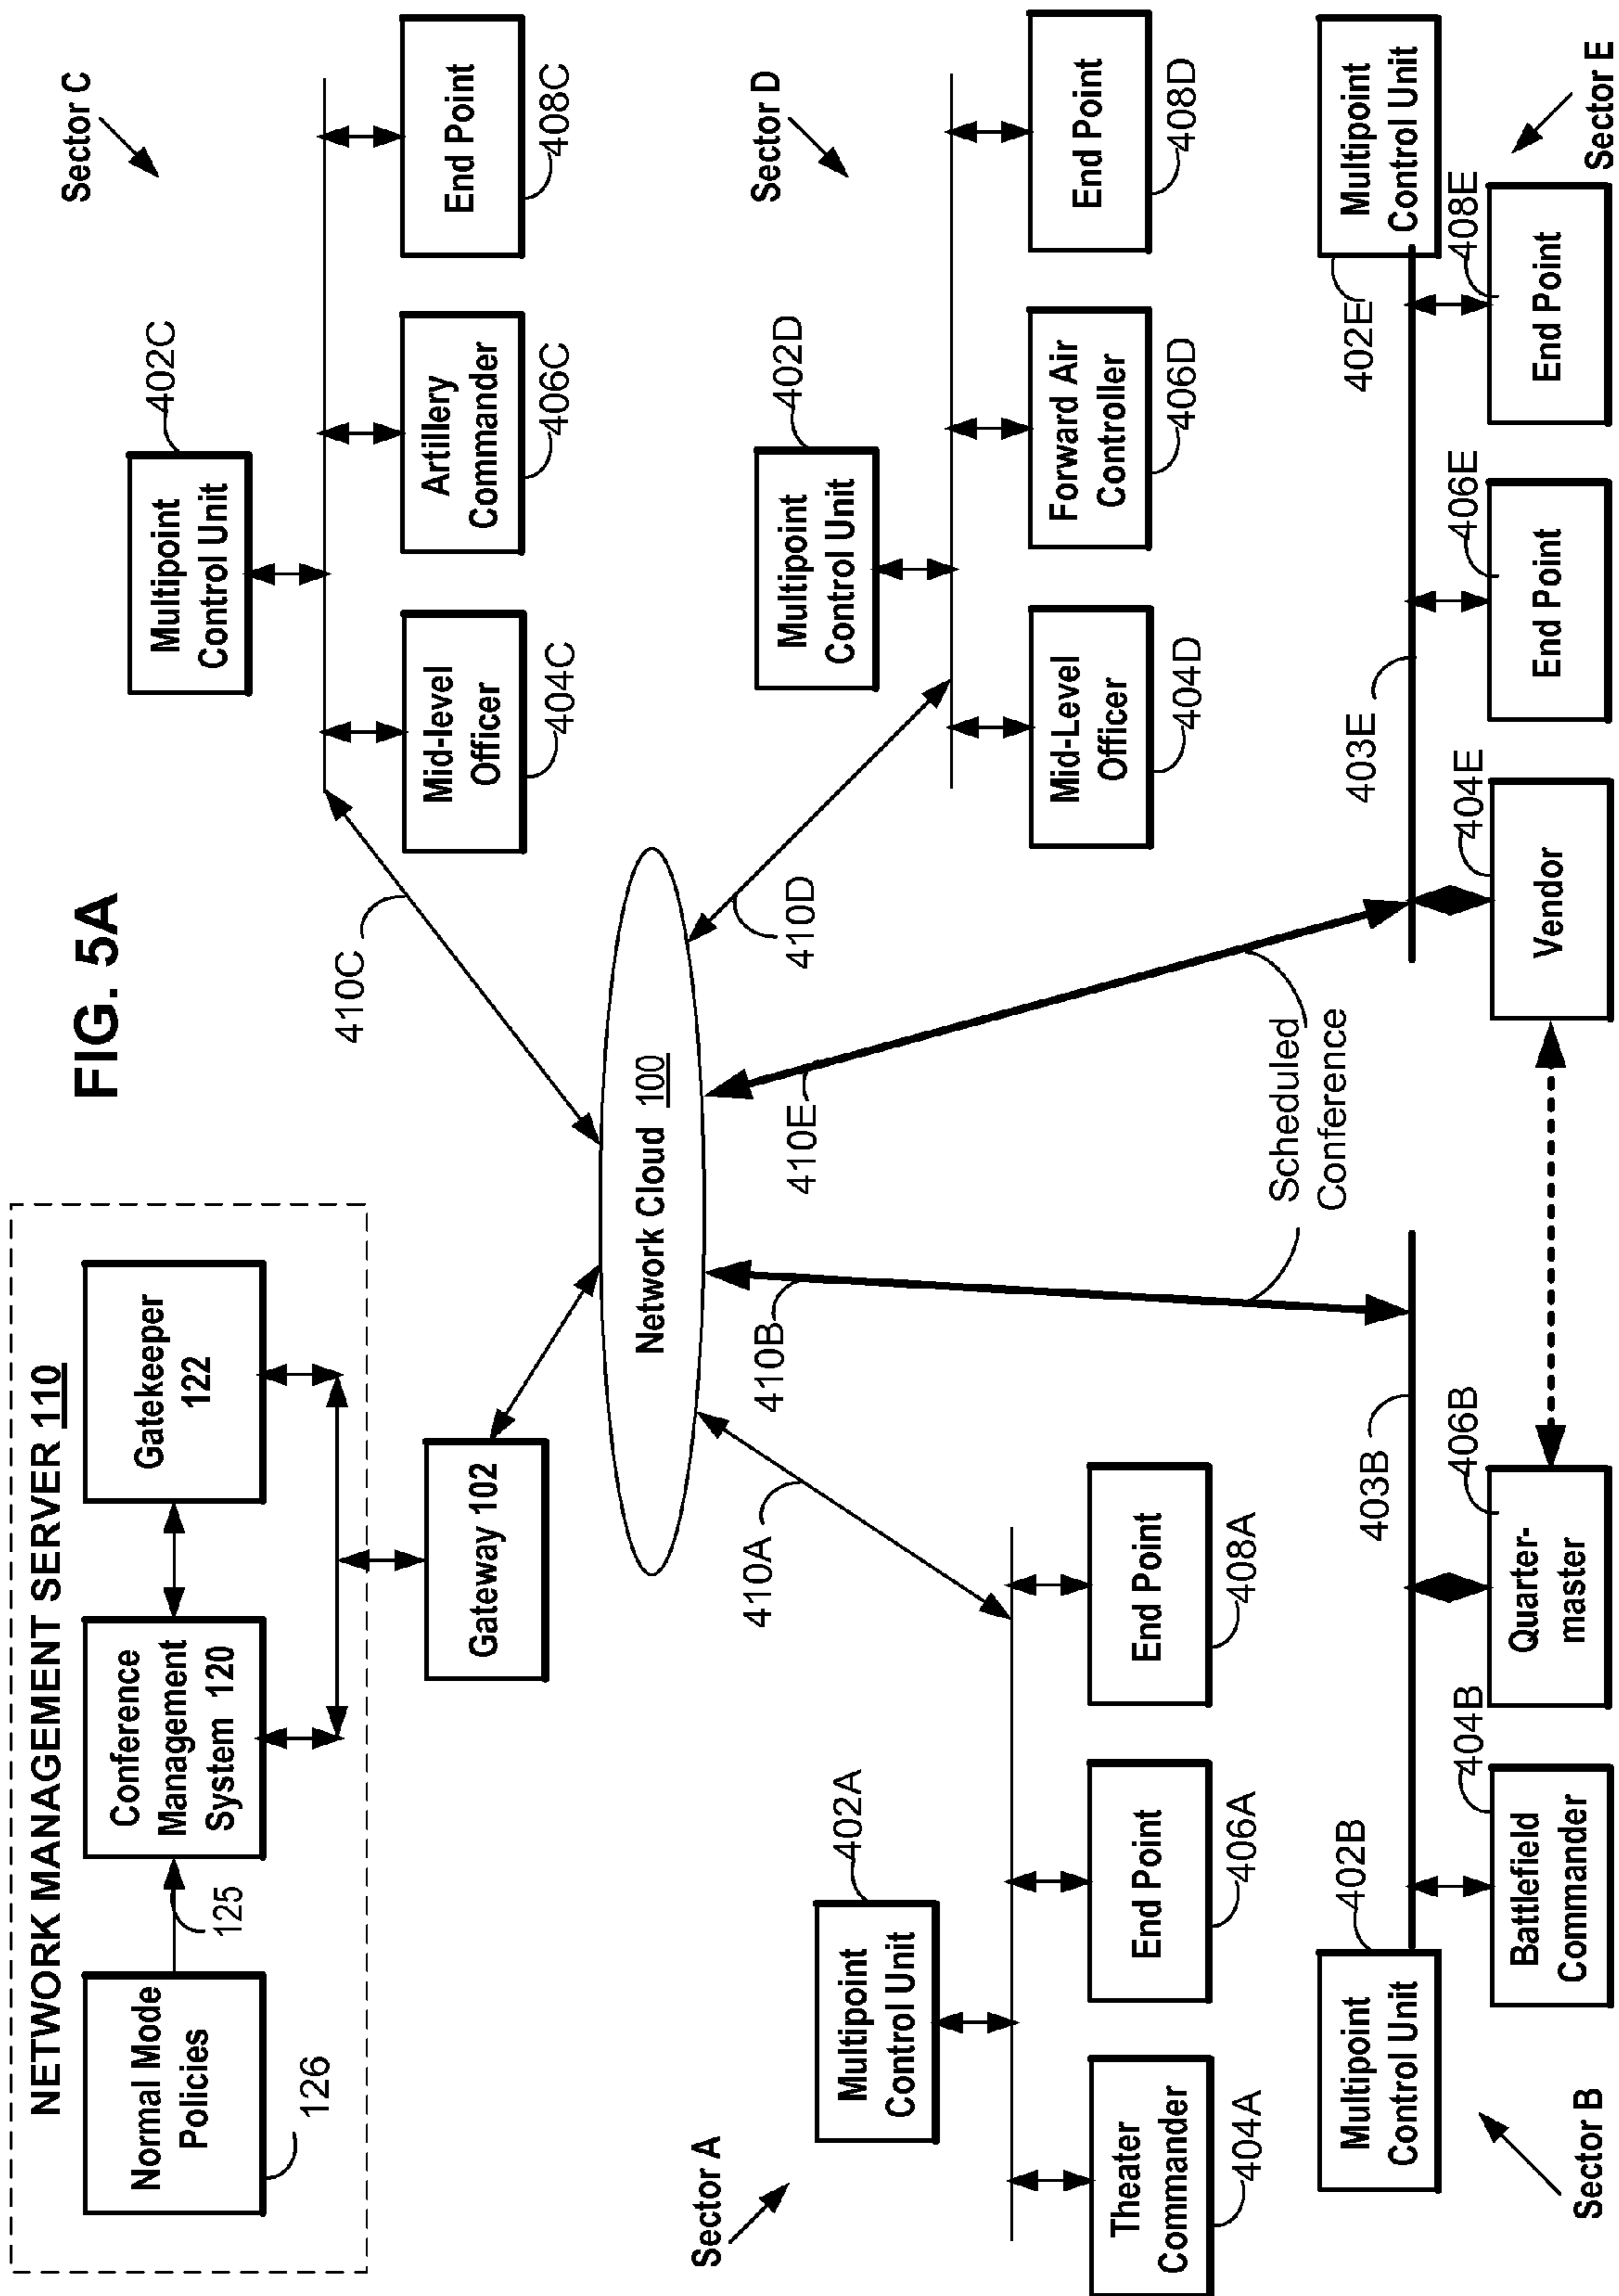 FIG. 5A
NETWORK MANAGEMENT SERVER 110
Normal Mode
Policies
126
125
Conference
Management
System 120
Gatekeeper
122
Gateway 102
Network Cloud 100
410C
410D
410A
410B
410E
Scheduled
Conference
Sector C
Multipoint
Control Unit
402C
Mid-level
Officer
404C
Artillery
Commander
406C
End Point
408C
Sector D
Multipoint
Control Unit
402D
Mid-Level
Officer
404D
Forward Air
Controller
406D
End Point
408D
Sector A
Multipoint
Control Unit
402A
Theater
Commander
404A
End Point
406A
End Point
408A
Sector B
Multipoint
Control Unit
402B
403B
Battlefield
Commander
404B
Quarter-
master
406B
Sector E
Multipoint
Control Unit
402E
403E
Vendor
404E
End Point
406E
End Point
408E